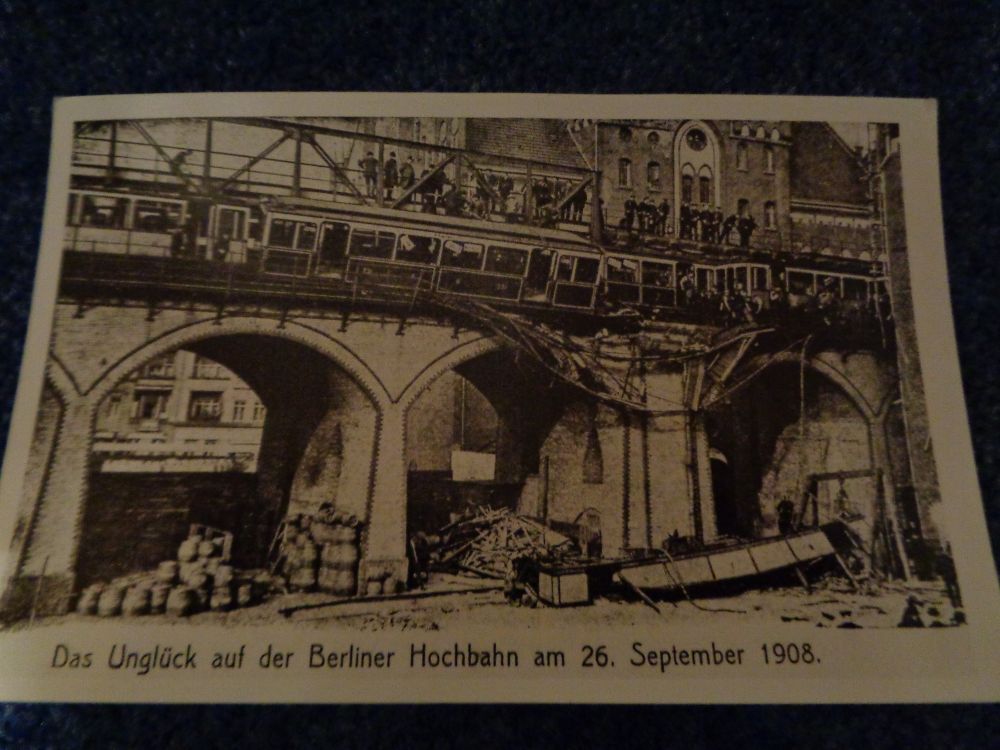 Das Unglück auf der Berliner Hochbahn am 26. September 1908.